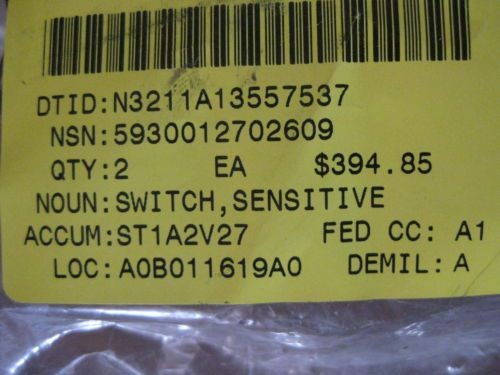 DTID:N3211A13557537
NSN:5930012702609
QTY:2 EA $394.85
NOUN:SWITCH,SENSITIVE
ACCUM:ST1A2V27 FED CC: A1
LOC:A0B011619A0 DEMIL:A